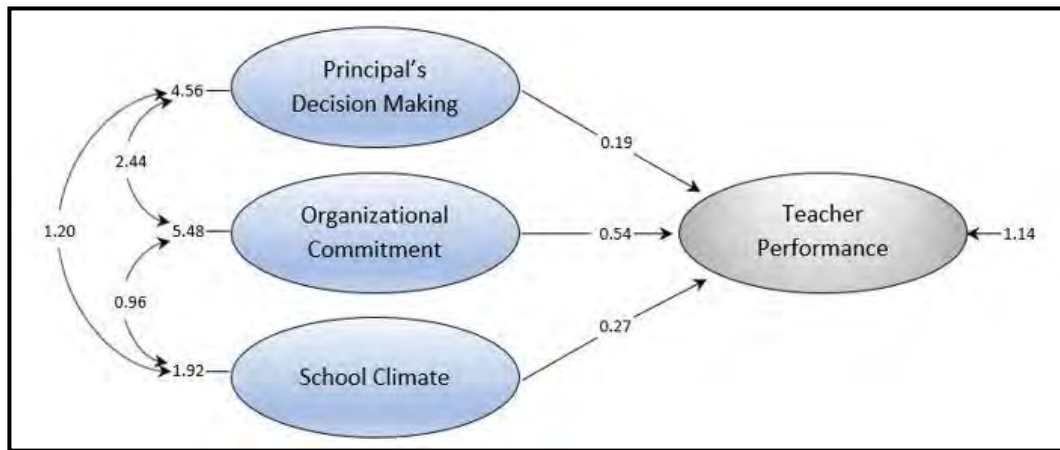 Principal's
Decision Making
4.56
0.19
2.44
Organizational
Commitment
5.48
0.54
Teacher
Performance
1.14
1.20
0.96
0.27
School Climate
1.92